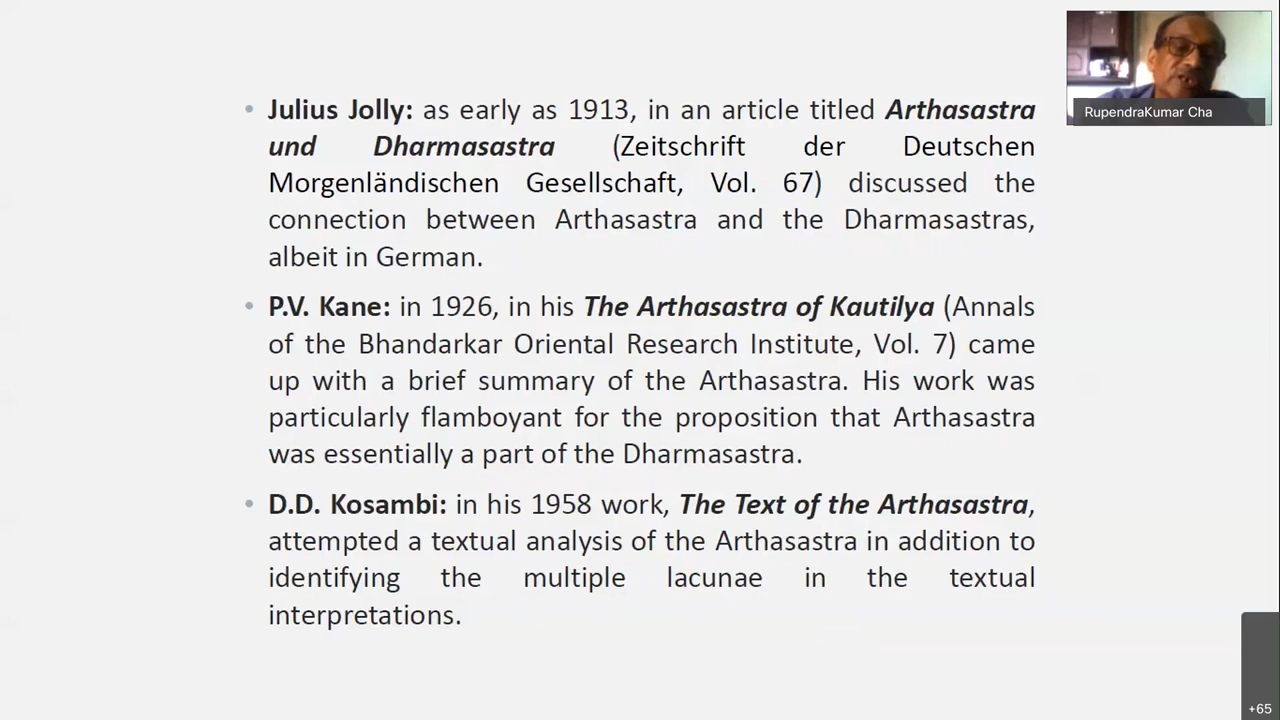 • Julius Jolly: as early as 1913, in an article titled Arthasastra
und Dharmasastra (Zeitschrift der Deutschen
Morgenländischen Gesellschaft, Vol. 67) discussed the
connection between Arthasastra and the Dharmasastras,
albeit in German.
• P.V. Kane: in 1926, in his The Arthasastra of Kautilya (Annals
of the Bhandarkar Oriental Research Institute, Vol. 7) came
up with a brief summary of the Arthasastra. His work was
particularly flamboyant for the proposition that Arthasastra
was essentially a part of the Dharmasastra.
• D.D. Kosambi: in his 1958 work, The Text of the Arthasastra,
attempted a textual analysis of the Arthasastra in addition to
identifying the multiple lacunae in the textual
interpretations.
RupendraKumar Cha
+65